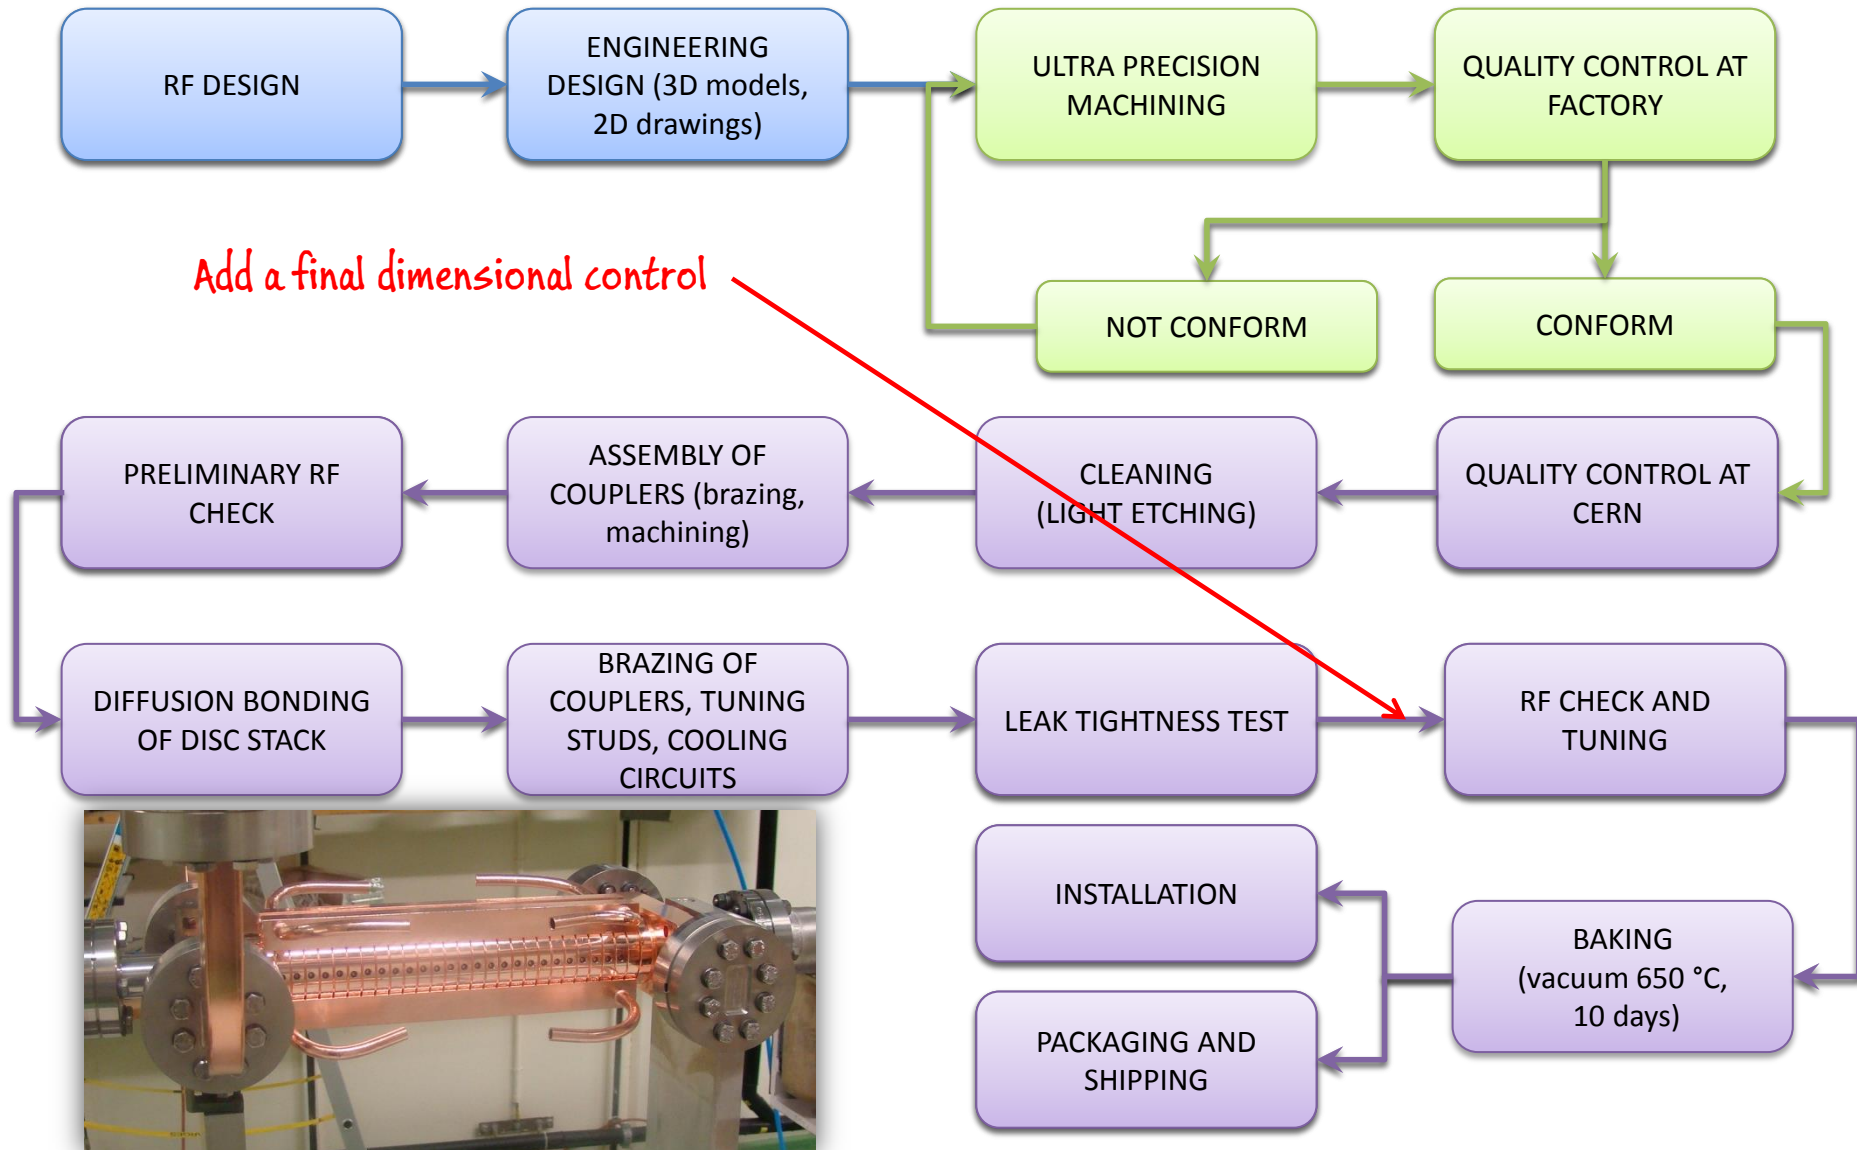 RF DESIGN
ENGINEERING
DESIGN (3D models,
2D drawings)
ULTRA PRECISION
MACHINING
QUALITY CONTROL AT
FACTORY
Add a final dimensional control
NOT CONFORM
CONFORM
PRELIMINARY RF
CHECK
ASSEMBLY OF
COUPLERS (brazing,
machining)
CLEANING
(LIGHT ETCHING)
QUALITY CONTROL AT
CERN
DIFFUSION BONDING
OF DISC STACK
BRAZING OF
COUPLERS, TUNING
STUDS, COOLING
CIRCUITS
LEAK TIGHTNESS TEST
RF CHECK AND
TUNING
INSTALLATION
BAKING
(vacuum 650 °C,
10 days)
PACKAGING AND
SHIPPING